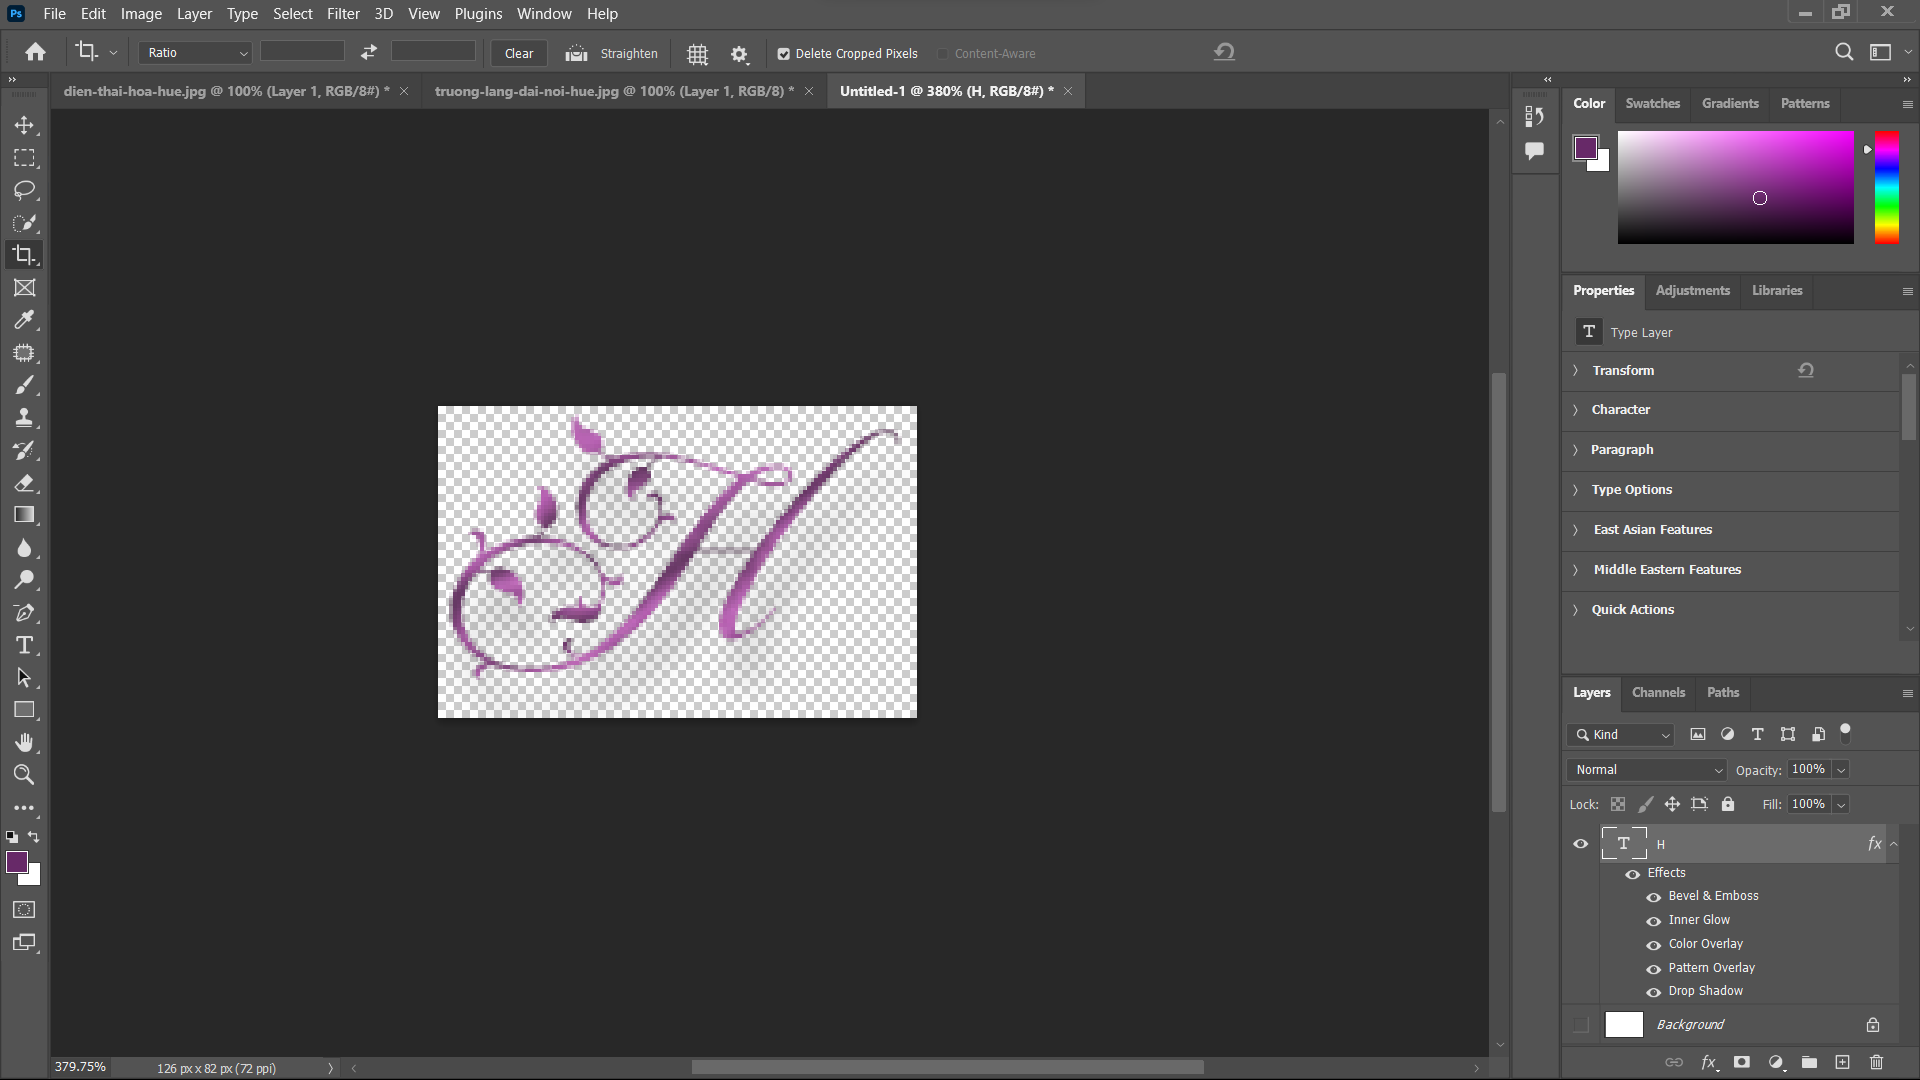 Ps File Edit Image Layer Type Select Filter 3D View Plugins Window Help
Ratio Clear Straighten Delete Cropped Pixels Content-Aware
dien-thai-hoa-hue.jpg @ 100% (Layer 1, RGB/8#) * truong-lang-dai-noi-hue.jpg @ 100% (Layer 1, RGB/8) * Untitled-1 @ 380% (H, RGB/8#) *
H
Color Swatches Gradients Patterns
Properties Adjustments Libraries
T Type Layer
Transform
Character
Paragraph
Type Options
East Asian Features
Middle Eastern Features
Quick Actions
Layers Channels Paths
Kind
Normal Opacity: 100%
Lock: Fill: 100%
T H fx
Effects
Bevel & Emboss
Inner Glow
Color Overlay
Pattern Overlay
Drop Shadow
Background
fx
379.75% 126 px x 82 px (72 ppi)